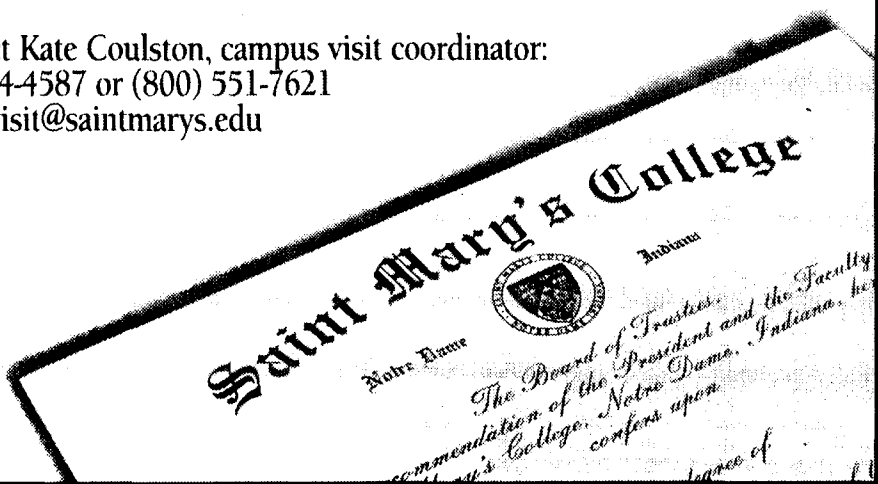 t Kate Coulston, campus visit coordinator:
4-4587 or (800) 551-7621
isit@saintmarys.edu
Saint Mary's College
Notre Dame
Indiana
The Board of Trustees
ommendation of the President and the Faculty
y's College, Notre Dame, Indiana, her
confers upon
degree of